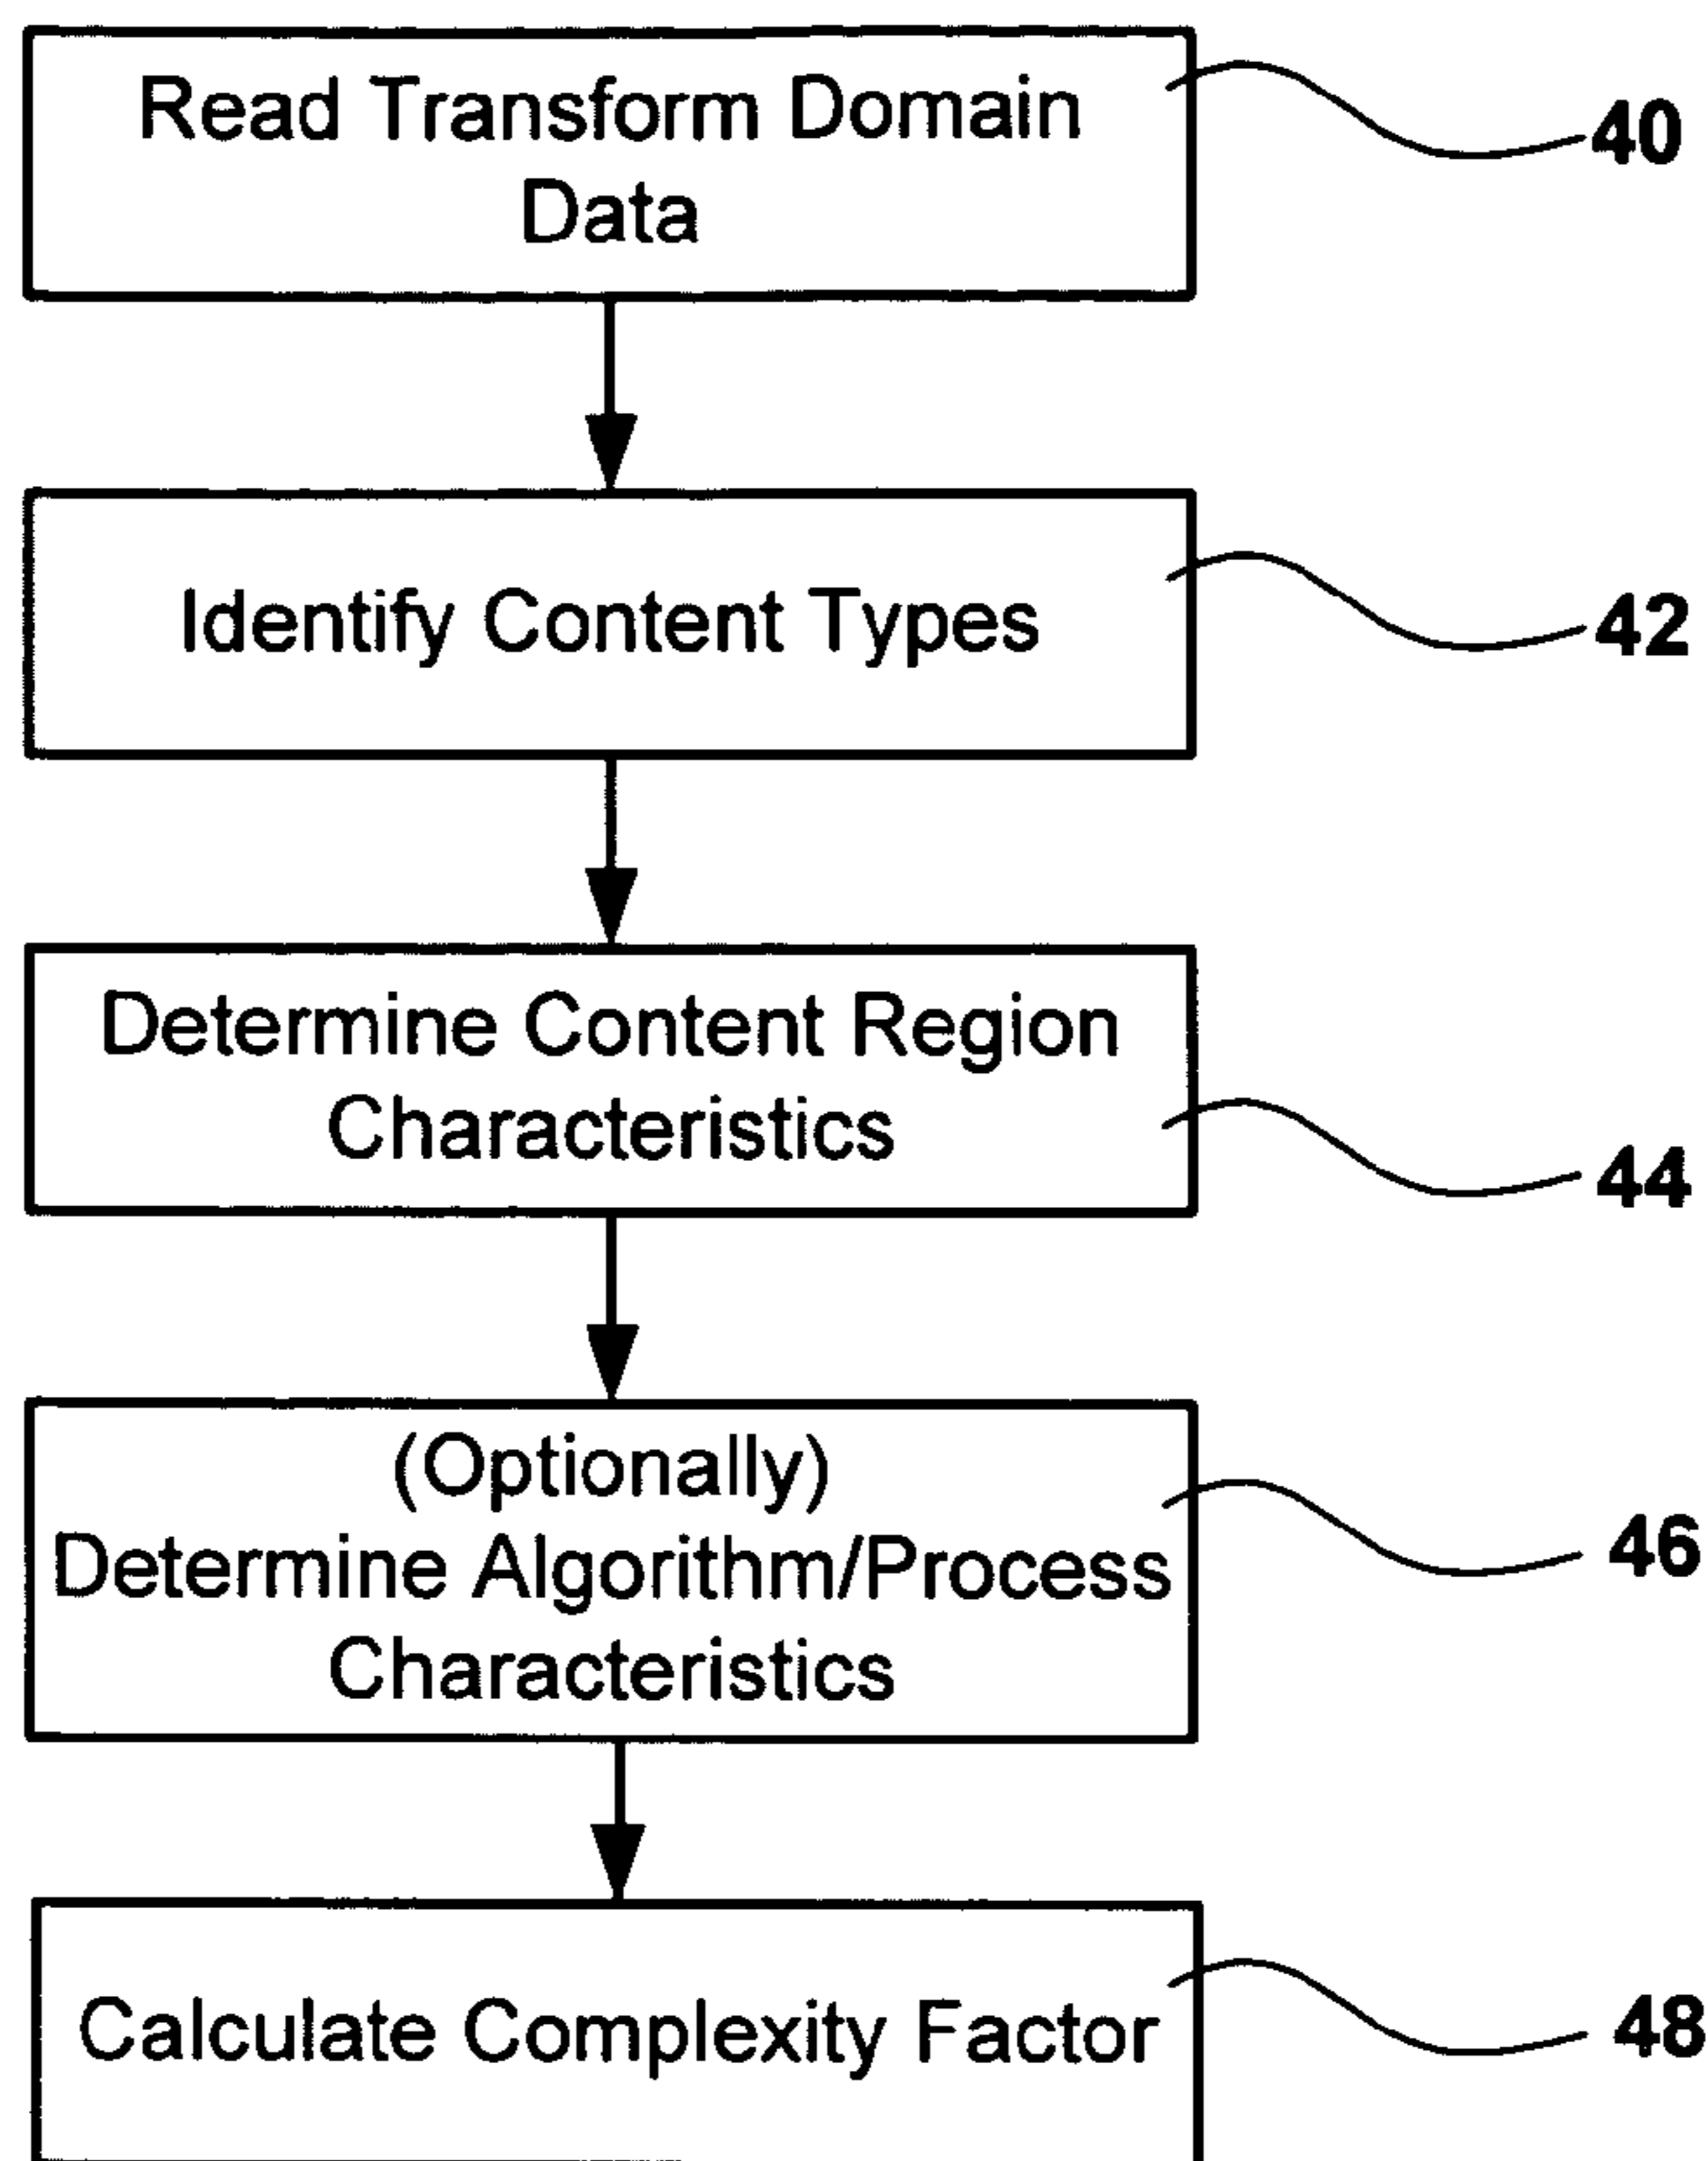 Read Transform Domain
Data
40
Identify Content Types
42
Determine Content Region
Characteristics
44
(Optionally)
Determine Algorithm/Process
Characteristics
46
Calculate Complexity Factor
48